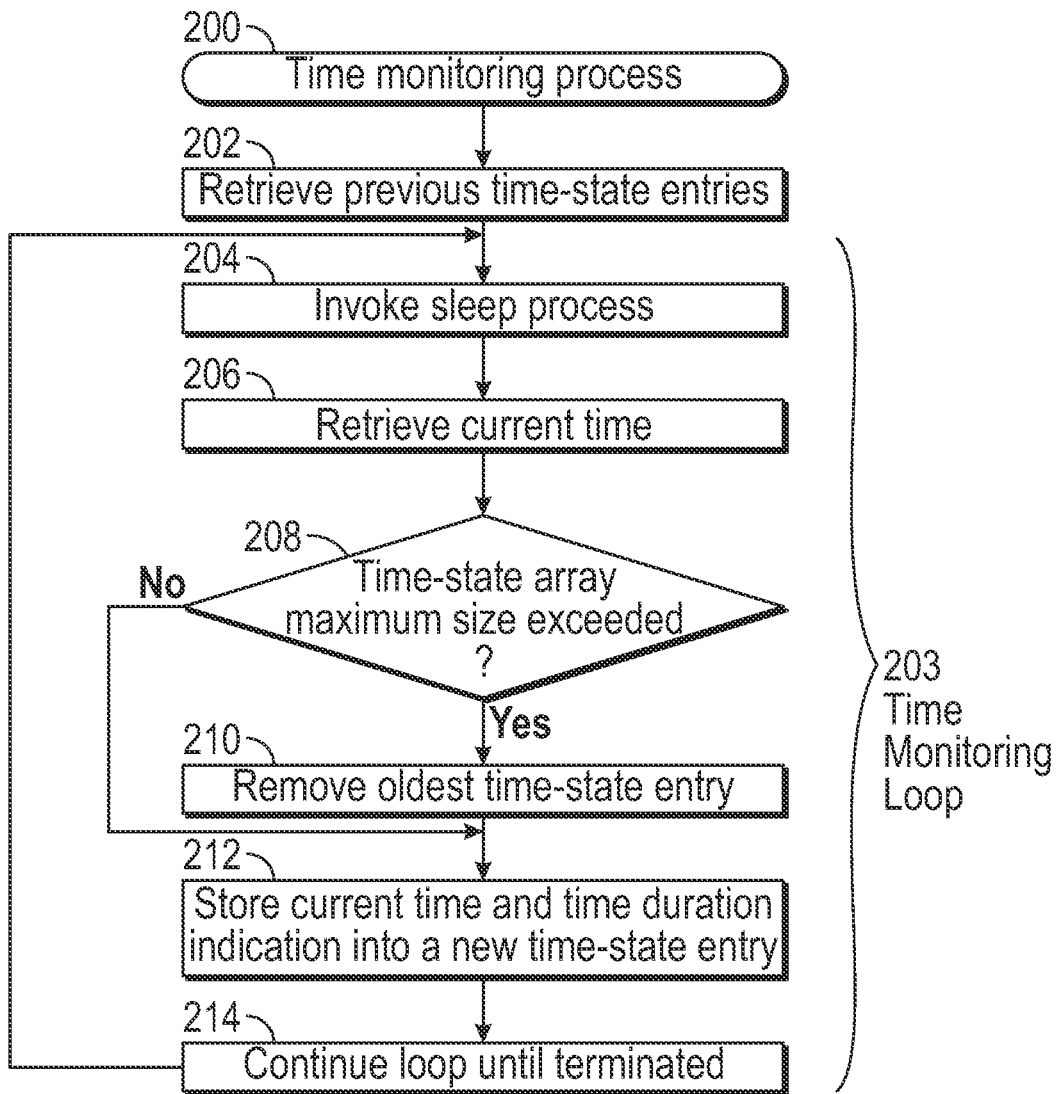 200
Time monitoring process
202
Retrieve previous time-state entries
204
Invoke sleep process
206
Retrieve current time
208
Time-state array
maximum size exceeded
?
No
Yes
210
Remove oldest time-state entry
212
Store current time and time duration
indication into a new time-state entry
214
Continue loop until terminated
203
Time
Monitoring
Loop